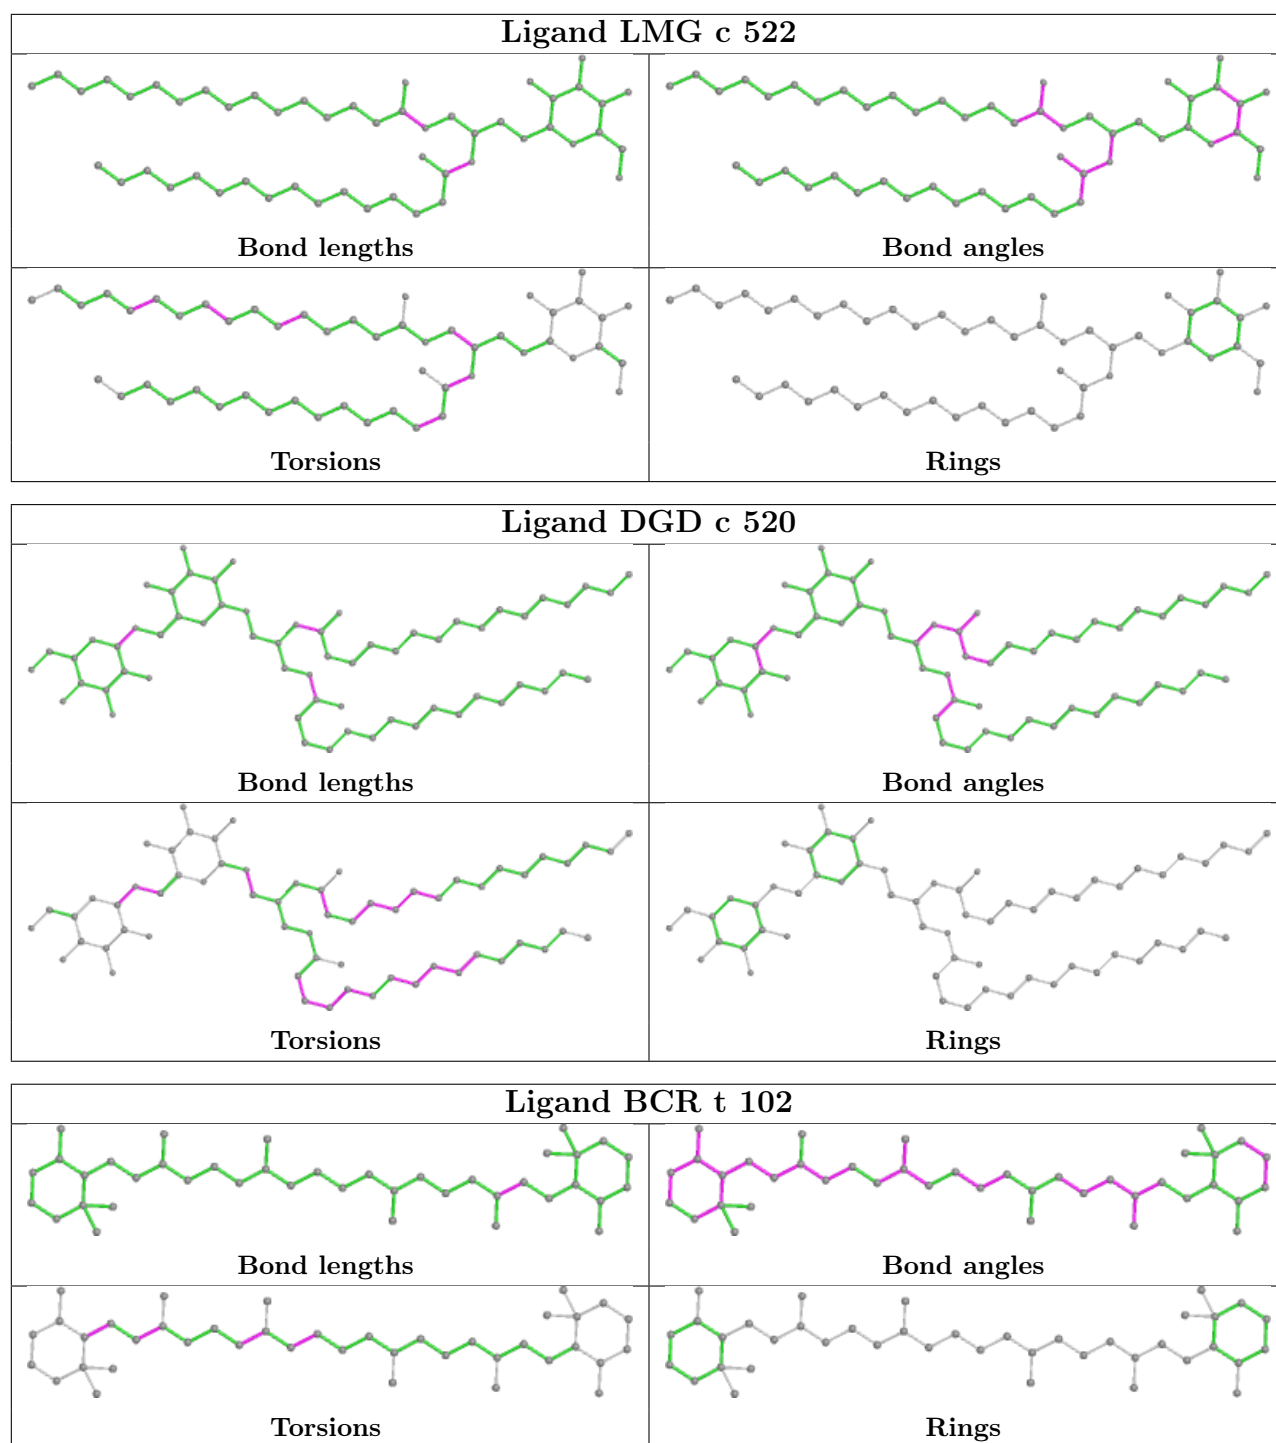 Ligand LMG c 522
Bond lengths
Bond angles
Torsions
Rings
Ligand DGD c 520
Bond lengths
Bond angles
Torsions
Rings
Ligand BCR t 102
Bond lengths
Bond angles
Torsions
Rings